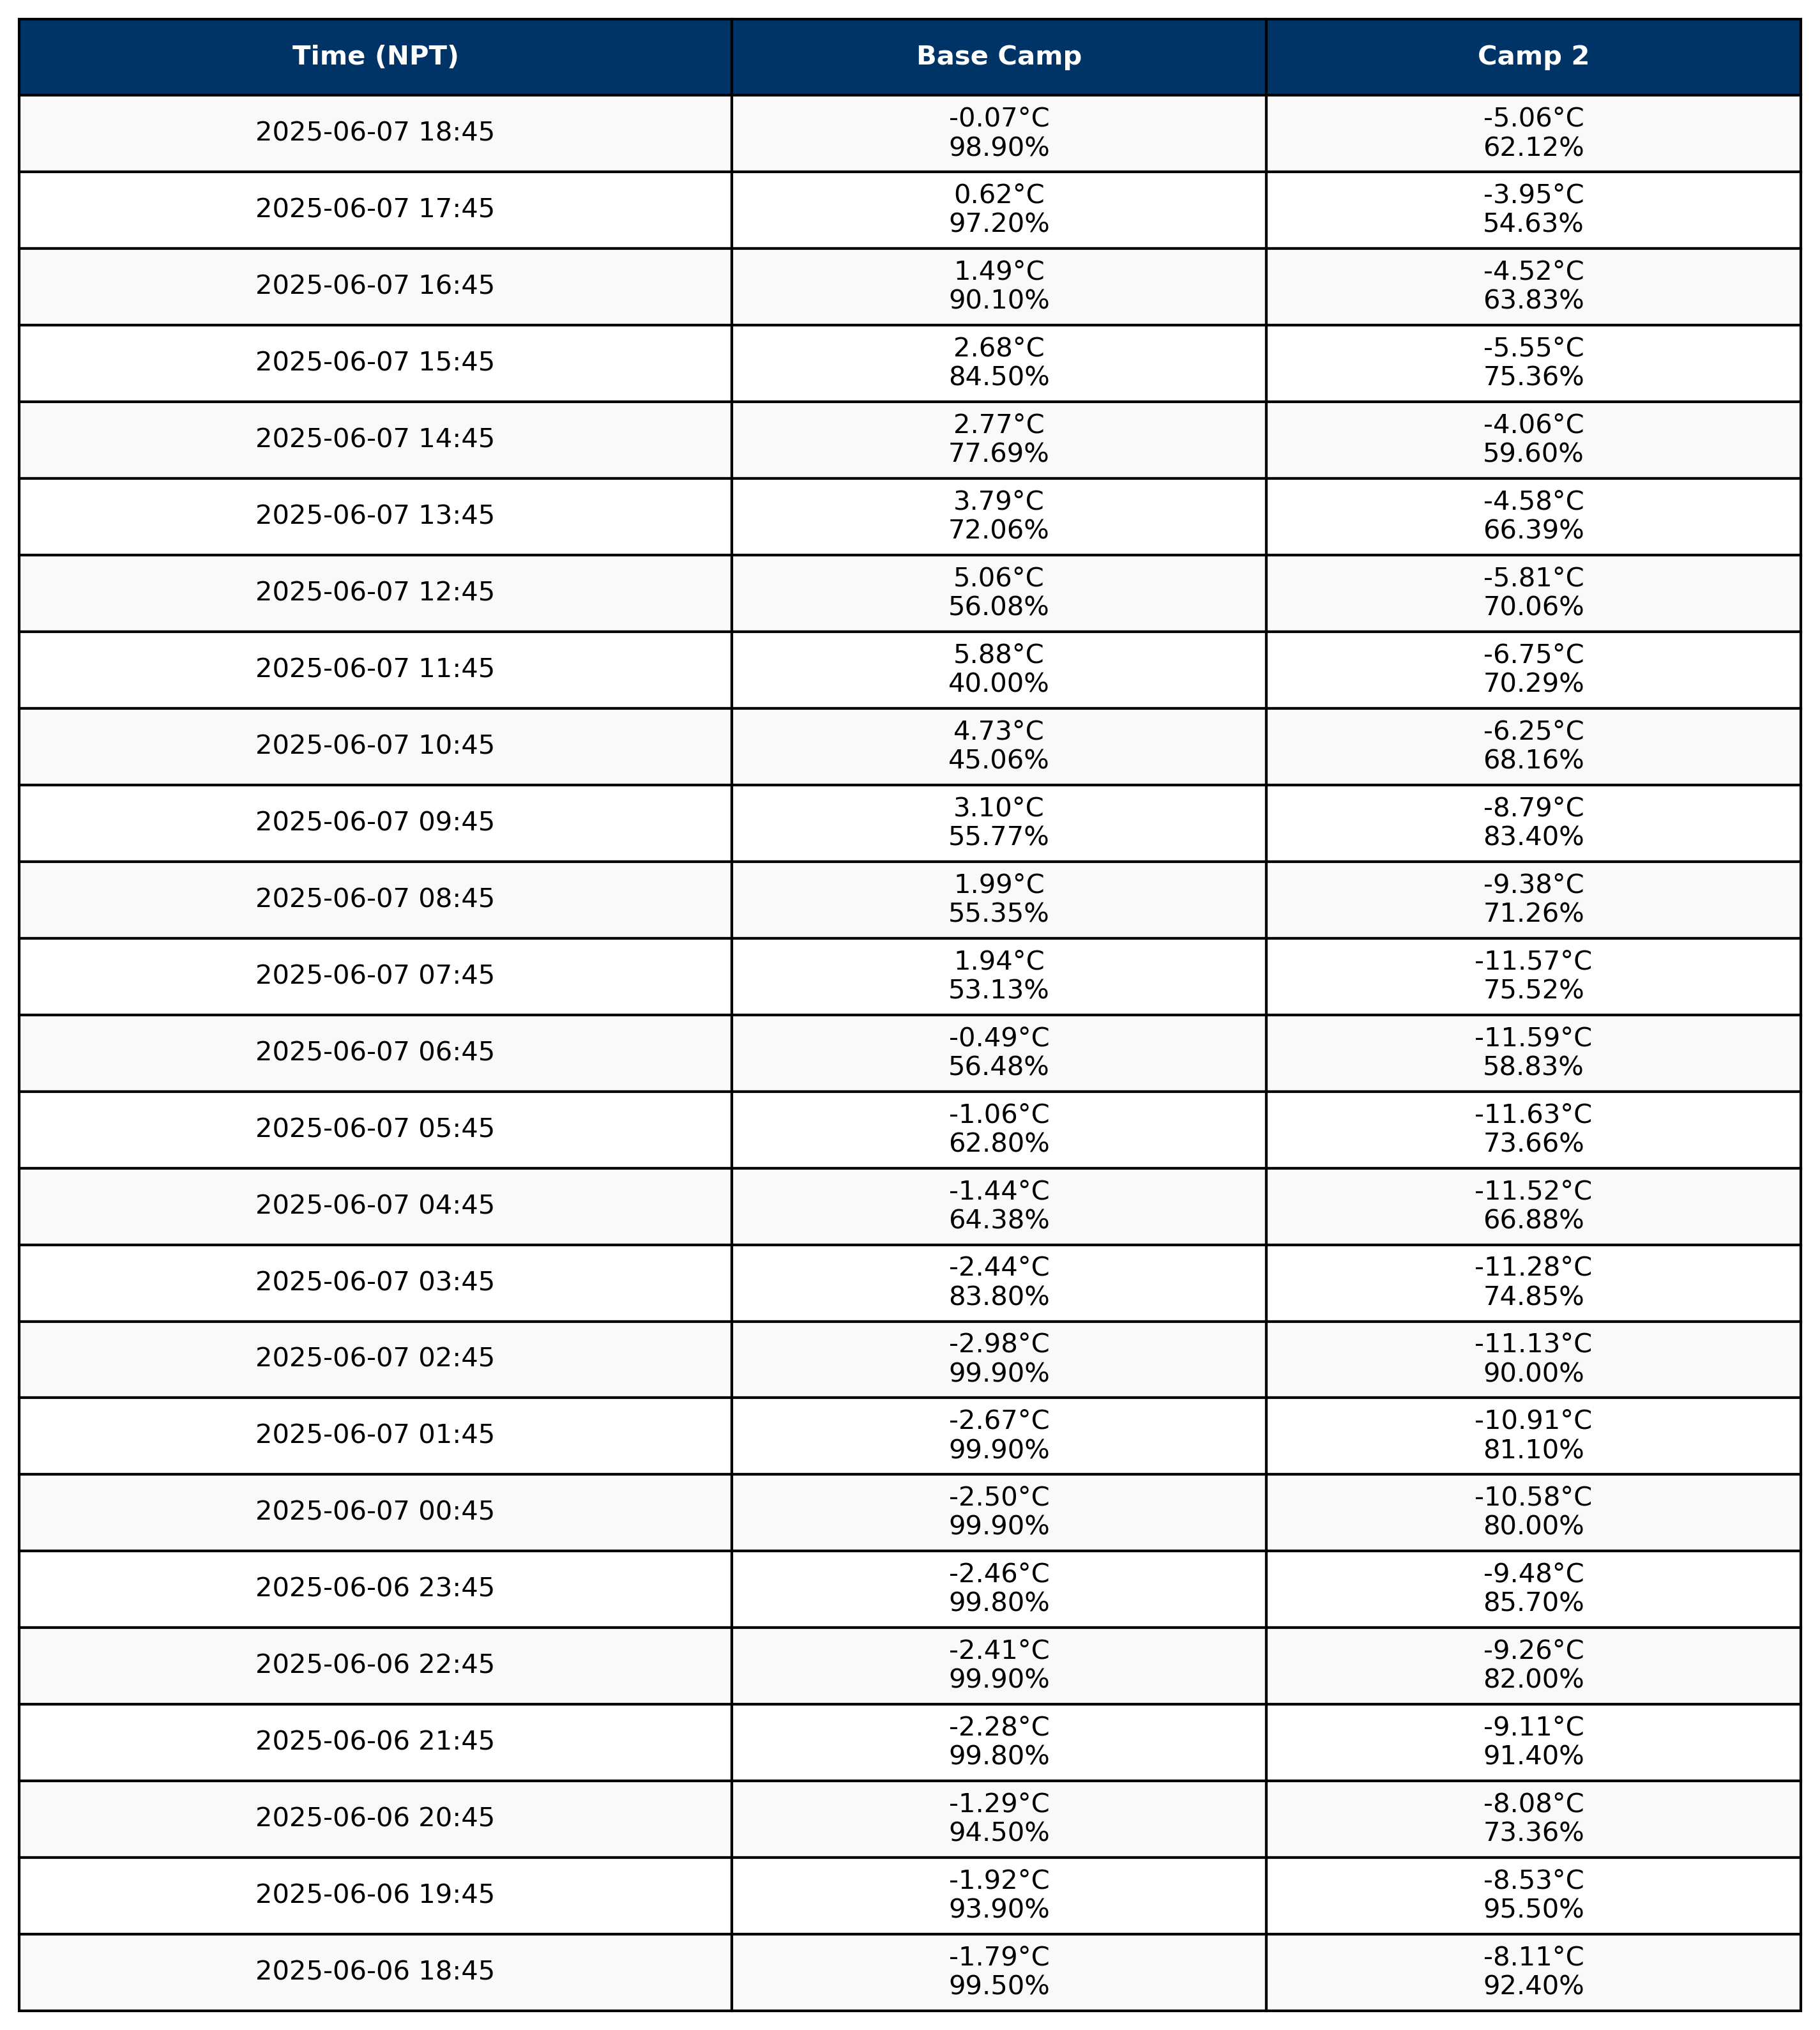 Time (NPT) Base Camp Camp 2
2025-06-07 18:45 -0.07°C -5.06°C
98.90% 62.12%
2025-06-07 17:45 0.62°C -3.95°C
97.20% 54.63%
2025-06-07 16:45 1.49°C -4.52°C
90.10% 63.83%
2025-06-07 15:45 2.68°C -5.55°C
84.50% 75.36%
2025-06-07 14:45 2.77°C -4.06°C
77.69% 59.60%
2025-06-07 13:45 3.79°C -4.58°C
72.06% 66.39%
2025-06-07 12:45 5.06°C -5.81°C
56.08% 70.06%
2025-06-07 11:45 5.88°C -6.75°C
40.00% 70.29%
2025-06-07 10:45 4.73°C -6.25°C
45.06% 68.16%
2025-06-07 09:45 3.10°C -8.79°C
55.77% 83.40%
2025-06-07 08:45 1.99°C -9.38°C
55.35% 71.26%
2025-06-07 07:45 1.94°C -11.57°C
53.13% 75.52%
2025-06-07 06:45 -0.49°C -11.59°C
56.48% 58.83%
2025-06-07 05:45 -1.06°C -11.63°C
62.80% 73.66%
2025-06-07 04:45 -1.44°C -11.52°C
64.38% 66.88%
2025-06-07 03:45 -2.44°C -11.28°C
83.80% 74.85%
2025-06-07 02:45 -2.98°C -11.13°C
99.90% 90.00%
2025-06-07 01:45 -2.67°C -10.91°C
99.90% 81.10%
2025-06-07 00:45 -2.50°C -10.58°C
99.90% 80.00%
2025-06-06 23:45 -2.46°C -9.48°C
99.80% 85.70%
2025-06-06 22:45 -2.41°C -9.26°C
99.90% 82.00%
2025-06-06 21:45 -2.28°C -9.11°C
99.80% 91.40%
2025-06-06 20:45 -1.29°C -8.08°C
94.50% 73.36%
2025-06-06 19:45 -1.92°C -8.53°C
93.90% 95.50%
2025-06-06 18:45 -1.79°C -8.11°C
99.50% 92.40%